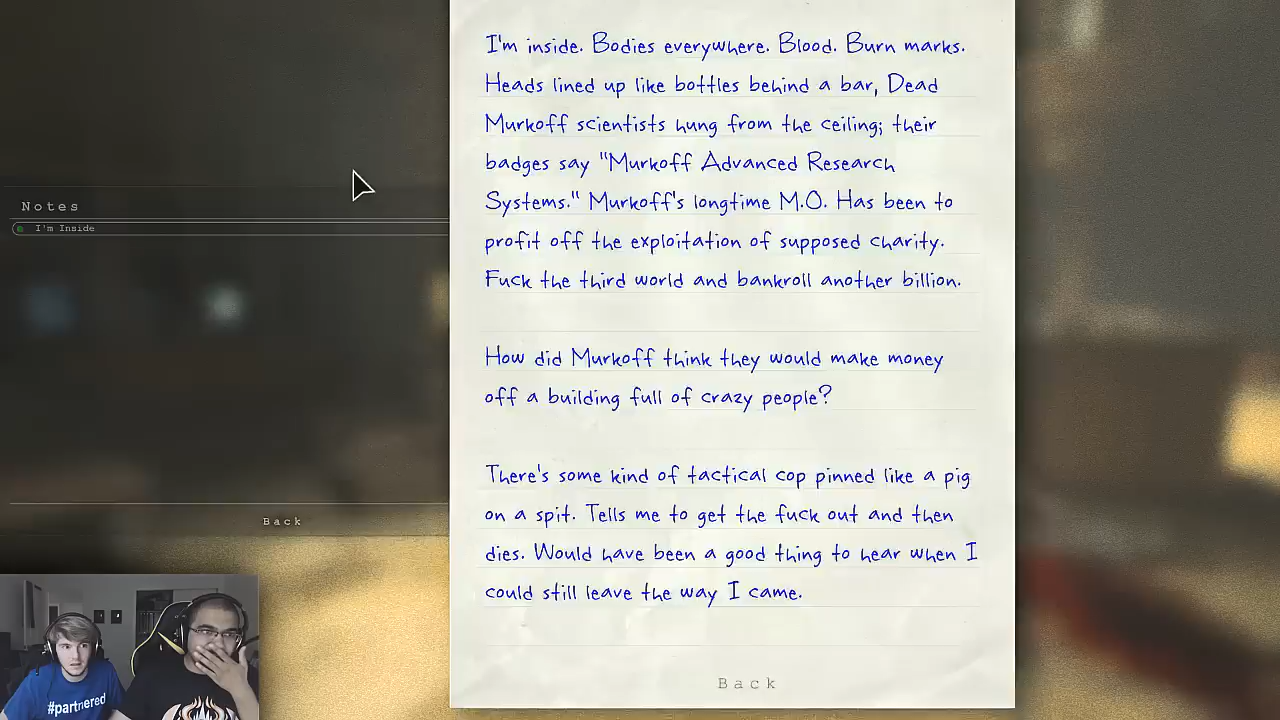 I'm inside. Bodies everywhere. Blood. Burn marks.
Heads lined up like bottles behind a bar, Dead
Murkoff scientists hung from the ceiling; their
badges say "Murkoff Advanced Research
Systems." Murkoff's longtime M.O. Has been to
profit off the exploitation of supposed charity.
Fuck the third world and bankroll another billion.
How did Murkoff think they would make money
off a building full of crazy people?
There's some kind of tactical cop pinned like a pig
on a spit. Tells me to get the fuck out and then
dies. Would have been a good thing to hear when I
could still leave the way I came.
Back
Notes
I'm Inside
Back
#partnered